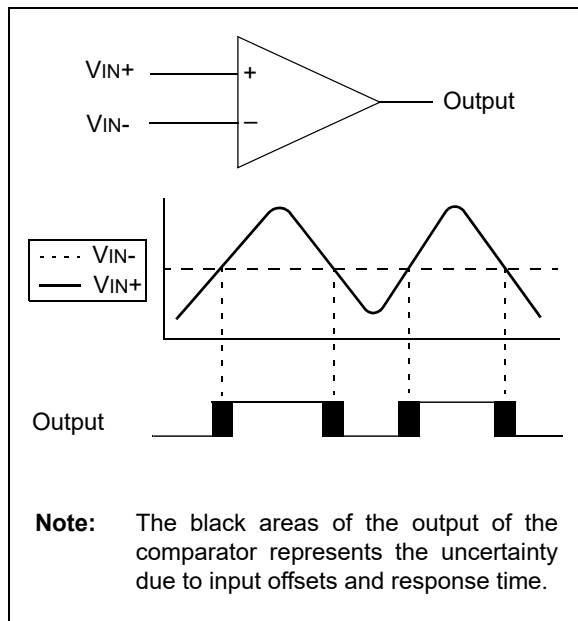 VIN+
+
Output
VIN-
–
VIN-
VIN+
Output
Note: The black areas of the output of the
comparator represents the uncertainty
due to input offsets and response time.